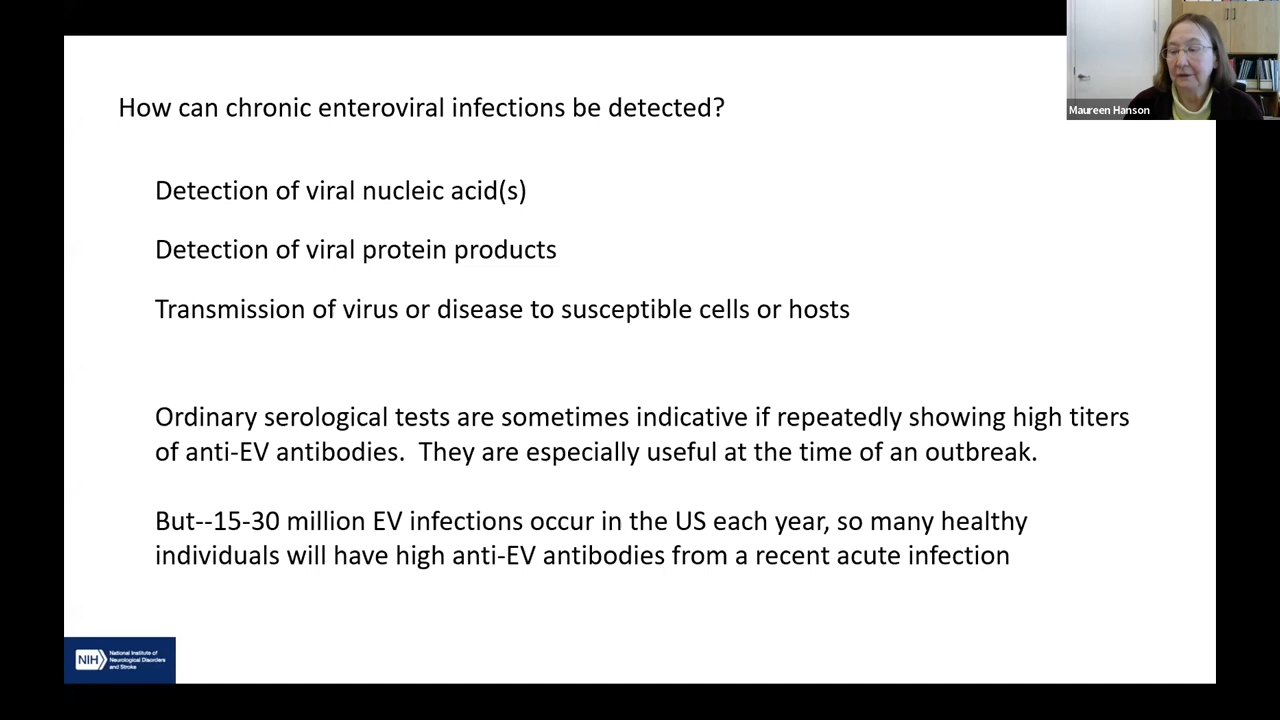 How can chronic enteroviral infections be detected?
Maureen Hanson
Detection of viral nucleic acid(s)
Detection of viral protein products
Transmission of virus or disease to susceptible cells or hosts
Ordinary serological tests are sometimes indicative if repeatedly showing high titers
of anti-EV antibodies.  They are especially useful at the time of an outbreak.
But--15-30 million EV infections occur in the US each year, so many healthy
individuals will have high anti-EV antibodies from a recent acute infection
NIH
National Institute of
Neurological Disorders
and Stroke